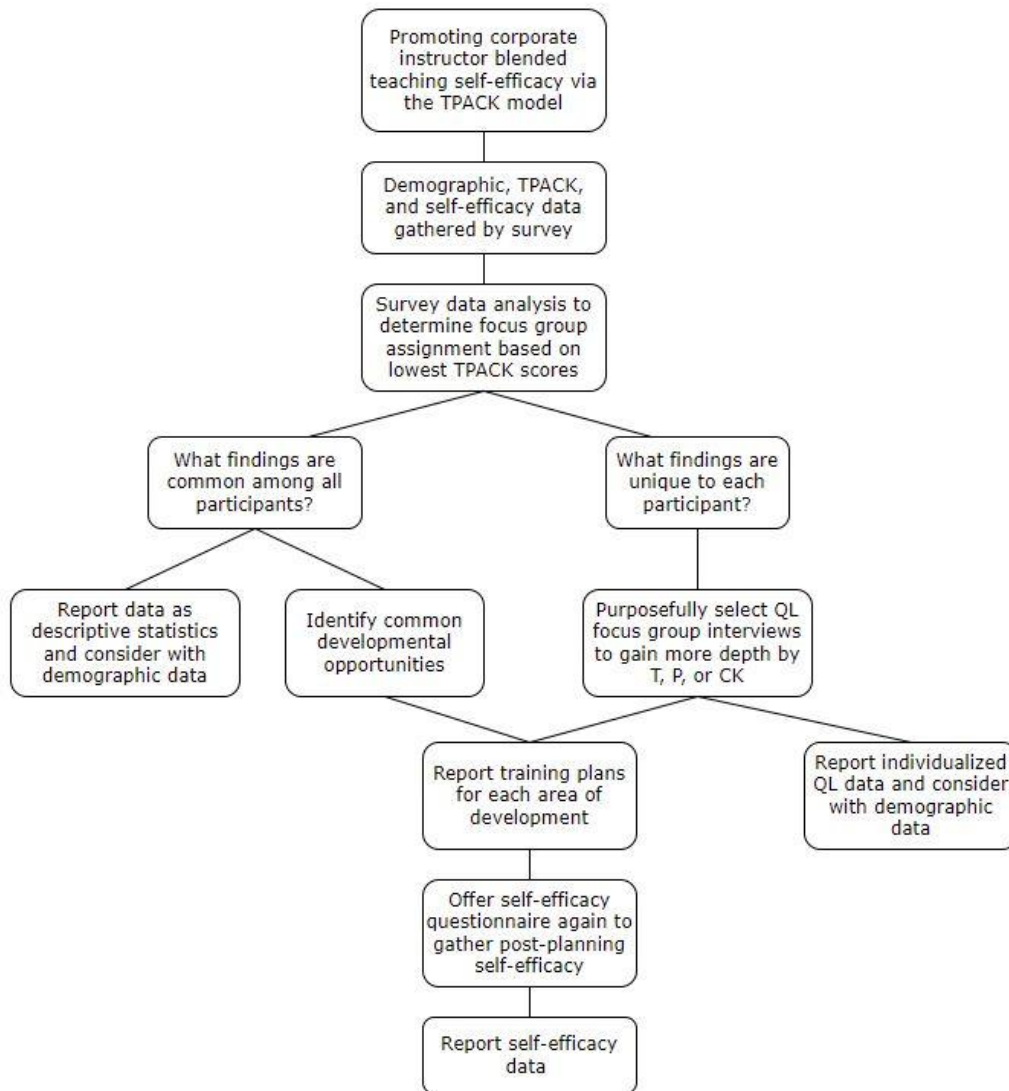 Promoting corporate
instructor blended
teaching self-efficacy via
the TPACK model
Demographic, TPACK,
and self-efficacy data
gathered by survey
Survey data analysis to
determine focus group
assignment based on
lowest TPACK scores
What findings are
common among all
participants?
What findings are
unique to each
participant?
Report data as
descriptive statistics
and consider with
demographic data
Identify common
developmental
opportunities
Purposefully select QL
focus group interviews
to gain more depth by
T, P, or CK
Report training plans
for each area of
development
Report individualized
QL data and consider
with demographic
data
Offer self-efficacy
questionnaire again to
gather post-planning
self-efficacy
Report self-efficacy
data